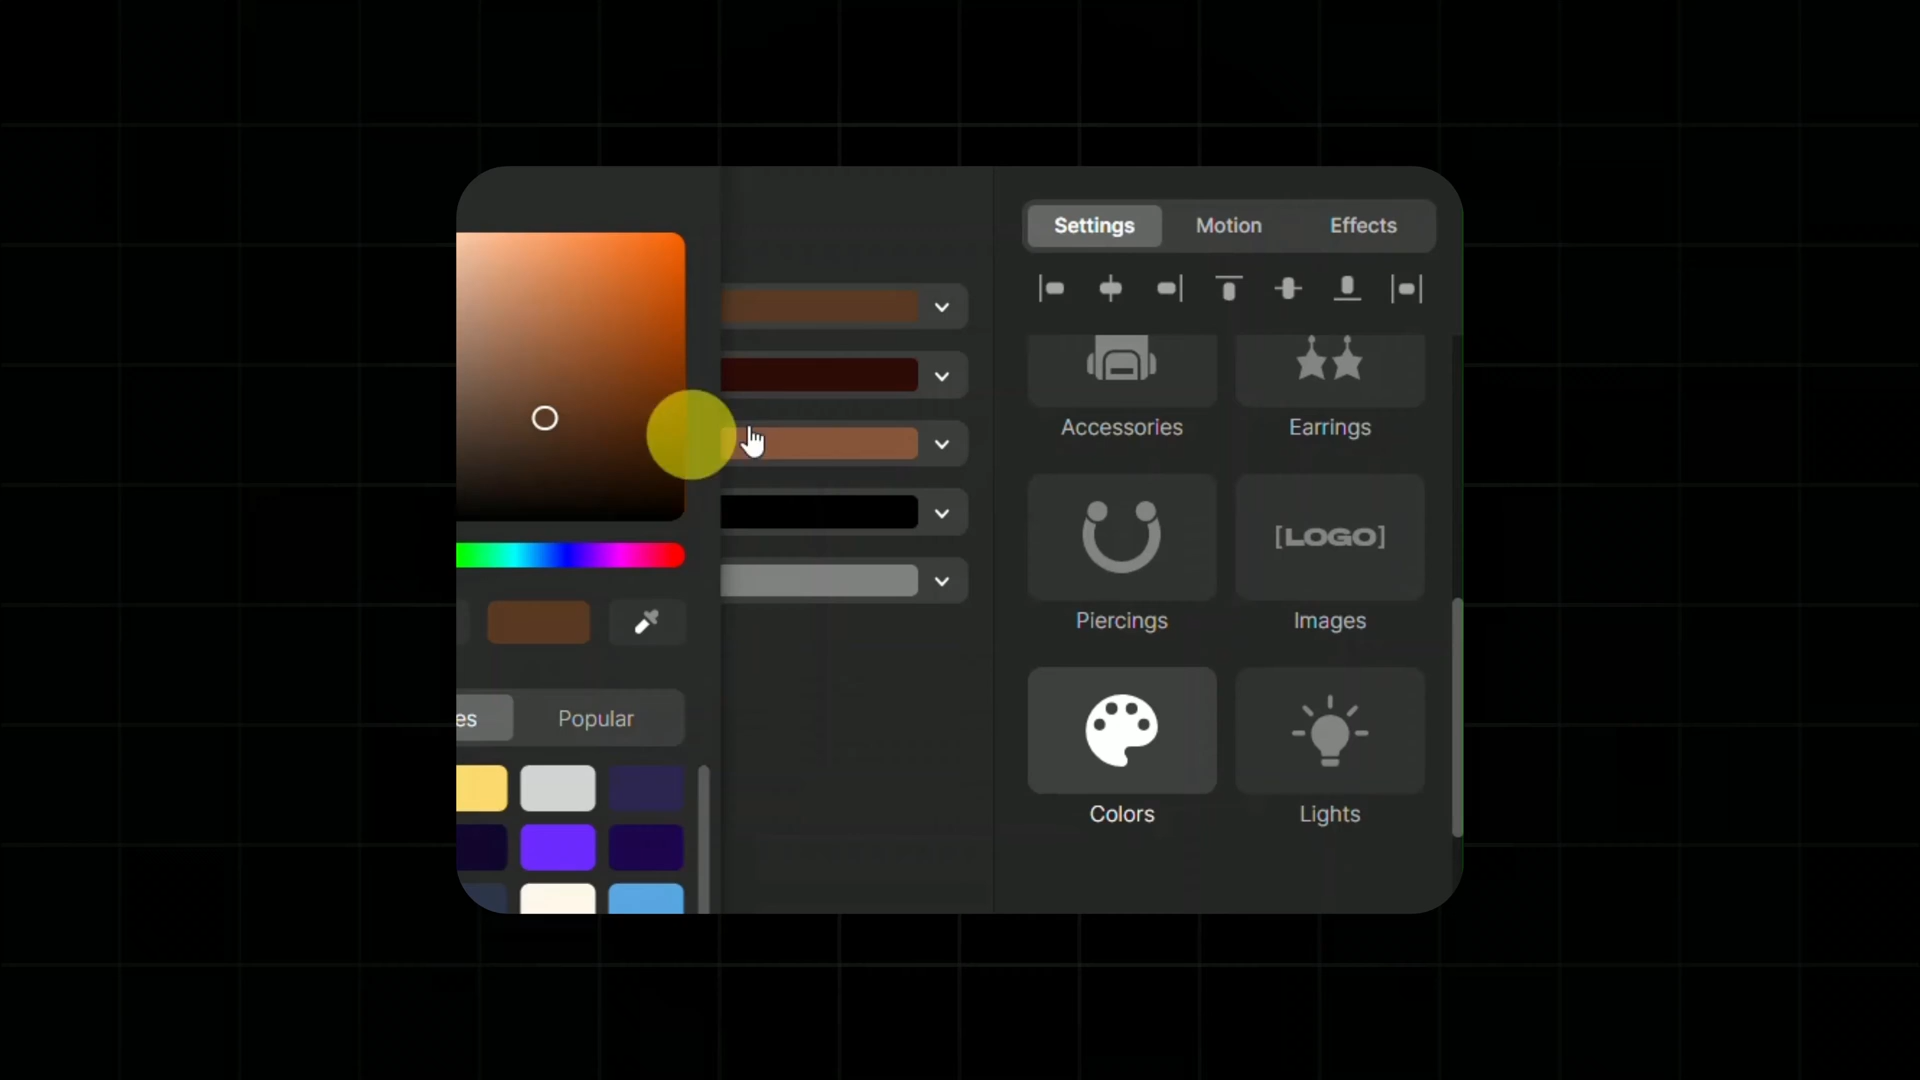 Settings Motion Effects
Accessories Earrings
[LOGO]
Piercings Images
es Popular
Colors Lights